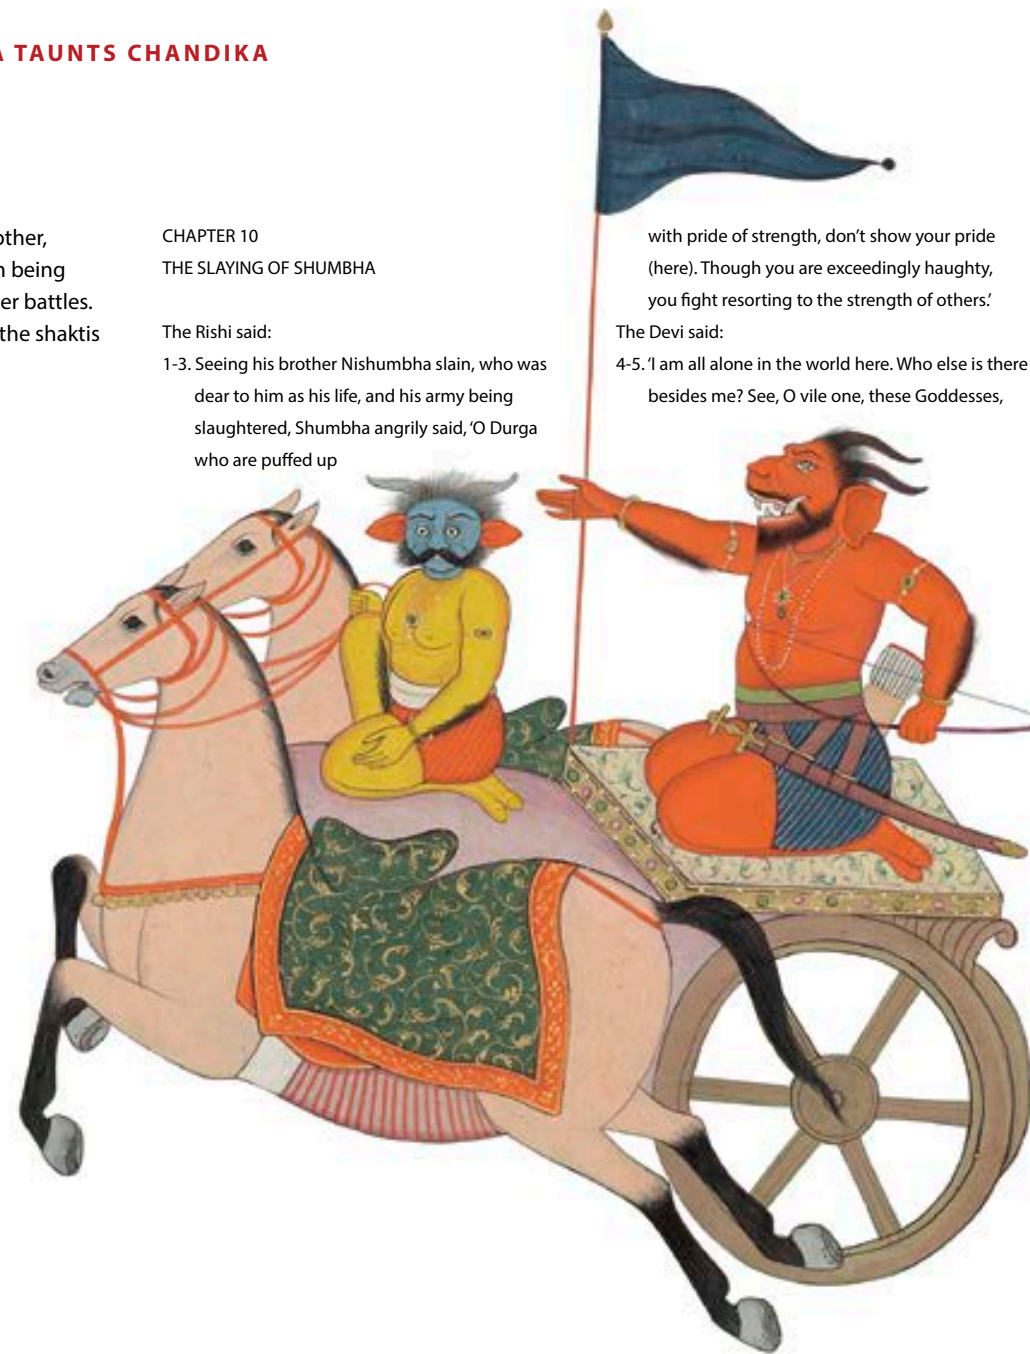 A TAUNTS CHANDIKA
other,
n being
er battles.
the shaktis
CHAPTER 10
THE SLAYING OF SHUMBHA
The Rishi said:
1-3. Seeing his brother Nishumbha slain, who was
dear to him as his life, and his army being
slaughtered, Shumbha angrily said, ‘O Durga
who are puffed up
with pride of strength, don’t show your pride
(here). Though you are exceedingly haughty,
you fight resorting to the strength of others.’
The Devi said:
4-5. ‘I am all alone in the world here. Who else is there
besides me? See, O vile one, these Goddesses,